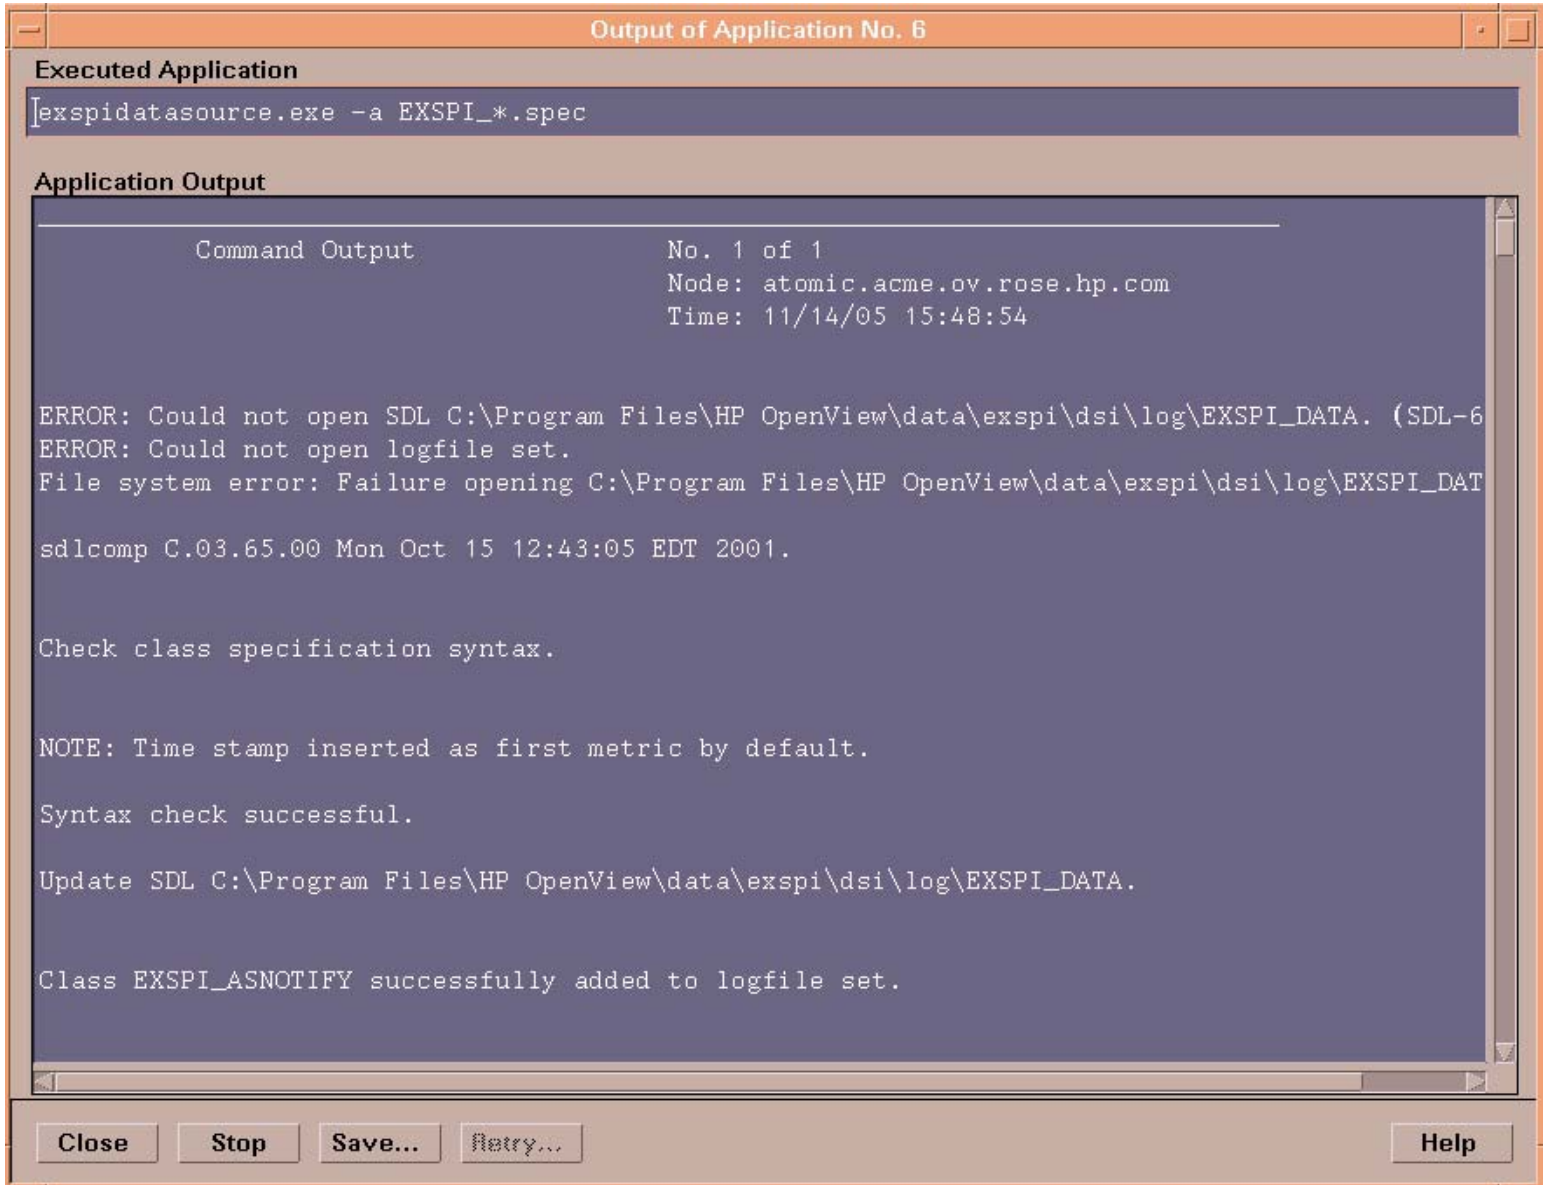 Output of Application No. 6
Executed Application
exspidatasource.exe -a EXSPI_*.spec
Application Output
Command Output No. 1 of 1
Node: atomic.acme.ov.rose.hp.com
Time: 11/14/05 15:48:54
ERROR: Could not open SDL C:\Program Files\HP OpenView\data\exspi\dsi\log\EXSPI_DATA. (SDL-6
ERROR: Could not open logfile set.
File system error: Failure opening C:\Program Files\HP OpenView\data\exspi\dsi\log\EXSPI_DAT
sdlcomp C.03.65.00 Mon Oct 15 12:43:05 EDT 2001.
Check class specification syntax.
NOTE: Time stamp inserted as first metric by default.
Syntax check successful.
Update SDL C:\Program Files\HP OpenView\data\exspi\dsi\log\EXSPI_DATA.
Class EXSPI_ASNOTIFY successfully added to logfile set.
Close Stop Save... Retry... Help